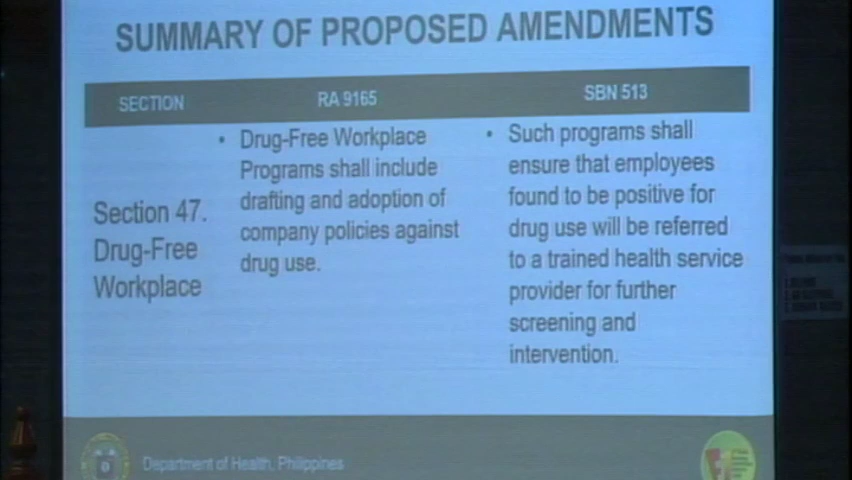 SUMMARY OF PROPOSED AMENDMENTS
SECTION
RA 9165
SBN 513
Section 47.
Drug-Free
Workplace
• Drug-Free Workplace
Programs shall include
drafting and adoption of
company policies against
drug use.
• Such programs shall
ensure that employees
found to be positive for
drug use will be referred
to a trained health service
provider for further
screening and
intervention.
Department of Health, Philippines